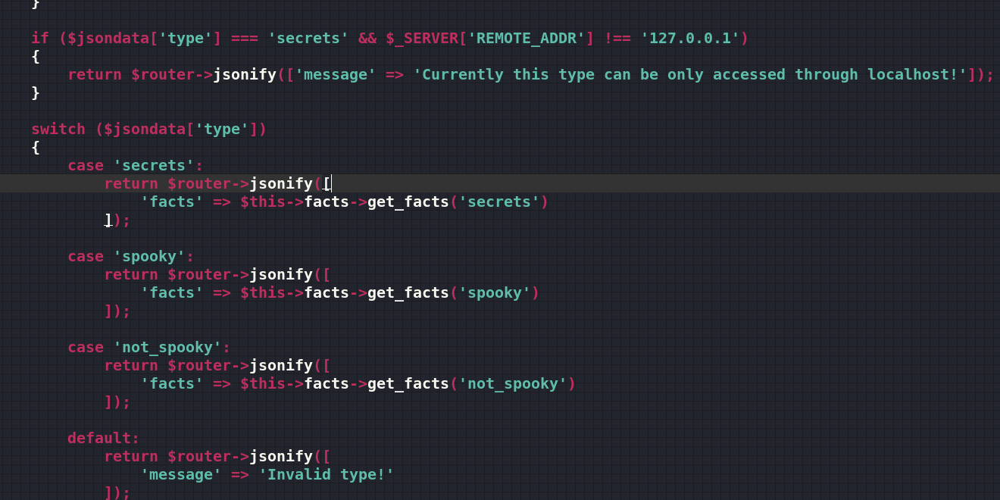 }
if ($jsondata['type'] === 'secrets' && $_SERVER['REMOTE_ADDR'] !== '127.0.0.1')
{
    return $router->jsonify(['message' => 'Currently this type can be only accessed through localhost!']);
}

switch ($jsondata['type'])
{
    case 'secrets':
        return $router->jsonify([
            'facts' => $this->facts->get_facts('secrets')
        ]);

    case 'spooky':
        return $router->jsonify([
            'facts' => $this->facts->get_facts('spooky')
        ]);

    case 'not_spooky':
        return $router->jsonify([
            'facts' => $this->facts->get_facts('not_spooky')
        ]);

    default:
        return $router->jsonify([
            'message' => 'Invalid type!'
        ]);